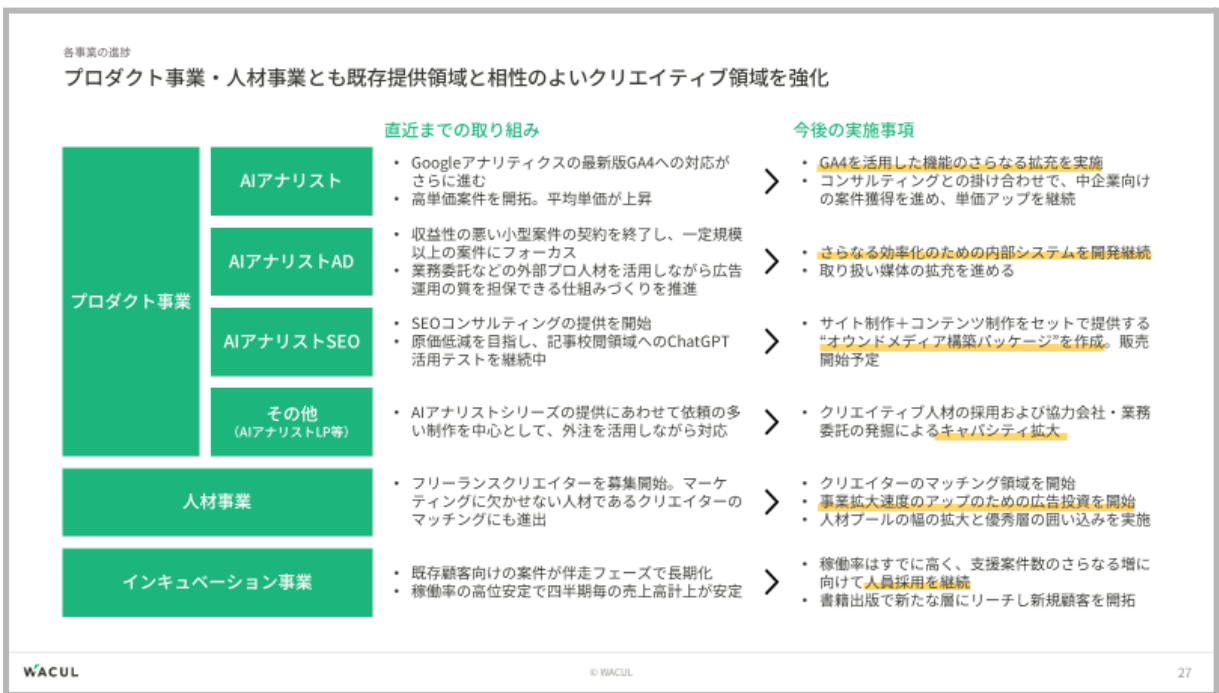 各事業の進捗
プロダクト事業・人材事業とも既存提供領域と相性のよいクリエイティブ領域を強化
直近までの取り組み
今後の実施事項
プロダクト事業
AIアナリスト
• Googleアナリティクスの最新版GA4への対応が
さらに進む
• 高単価案件を開拓。平均単価が上昇
• GA4を活用した機能のさらなる拡充を実施
• コンサルティングとの掛け合わせで、中企業向け
の案件獲得を進め、単価アップを継続
AIアナリストAD
• 収益性の悪い小型案件の契約を終了し、一定規模
以上の案件にフォーカス
• 業務委託などの外部プロ人材を活用しながら広告
運用の質を担保できる仕組みづくりを推進
• さらなる効率化のための内部システムを開発継続
• 取り扱い媒体の拡充を進める
AIアナリストSEO
• SEOコンサルティングの提供を開始
• 原価低減を目指し、記事校閲領域へのChatGPT
活用テストを継続中
• サイト制作＋コンテンツ制作をセットで提供する
“オウンドメディア構築パッケージ”を作成。販売
開始予定
その他
（AIアナリストLP等）
• AIアナリストシリーズの提供にあわせて依頼の多
い制作を中心として、外注を活用しながら対応
• クリエイティブ人材の採用および協力会社・業務
委託の発掘によるキャパシティ拡大
人材事業
• フリーランスクリエイターを募集開始。マーケ
ティングに欠かせない人材であるクリエイターの
マッチングにも進出
• クリエイターのマッチング領域を開始
• 事業拡大速度のアップのための広告投資を開始
• 人材プールの幅の拡大と優秀層の囲い込みを実施
インキュベーション事業
• 既存顧客向けの案件が伴走フェーズで長期化
• 稼働率の高位安定で四半期毎の売上高計上が安定
• 稼働率はすでに高く、支援案件数のさらなる増に
向けて人員採用を継続
• 書籍出版で新たな層にリーチし新規顧客を開拓
WACUL
© WACUL
27